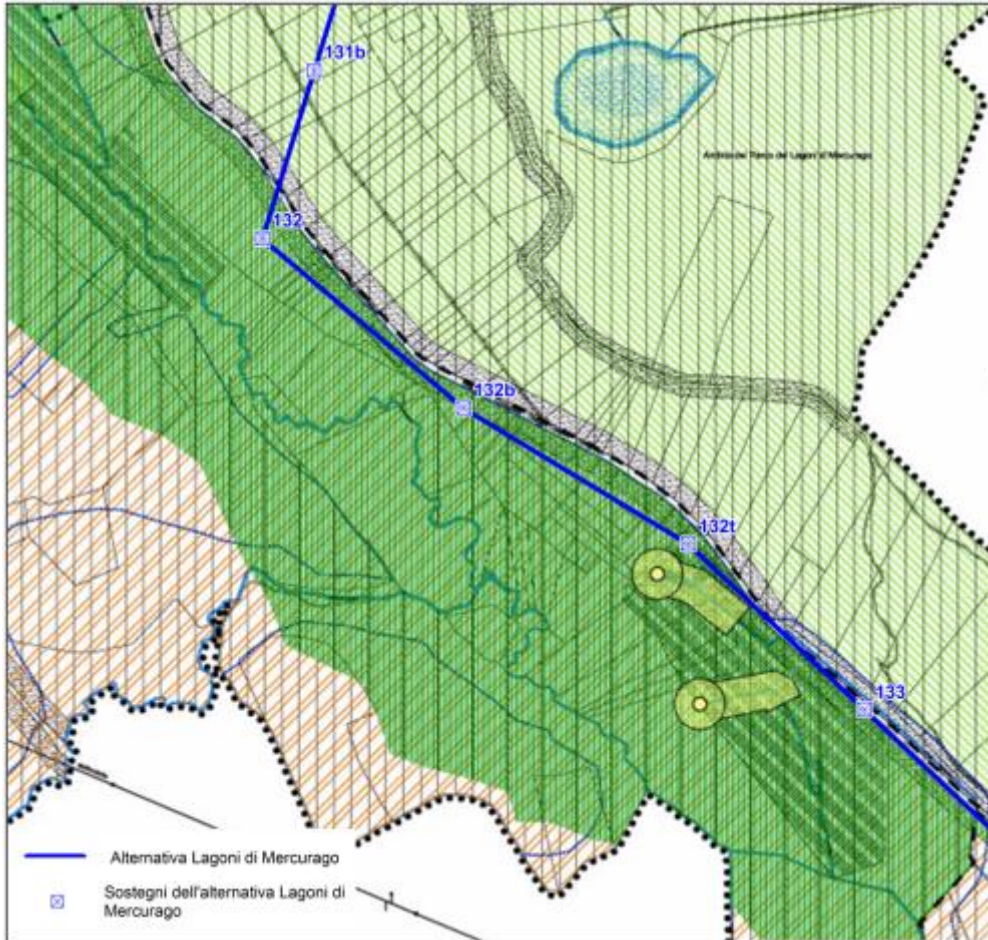 131b
Ambito del Parco dei Lagoni di Mercurago
132
132b
132t
133
Alternativa Lagoni di Mercurago
Sostegni dell'alternativa Lagoni di
Mercurago